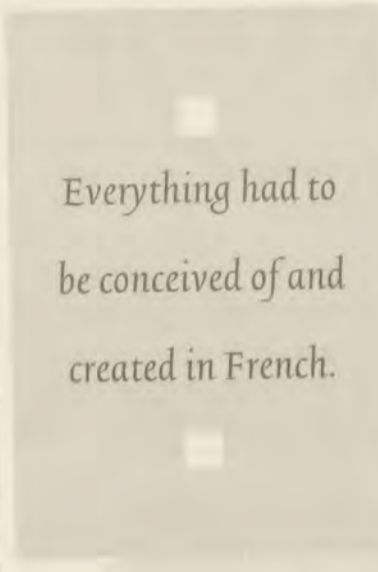 Everything had to
be conceived of and
created in French.